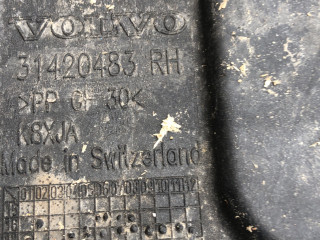 VOLVO
31420483 RH
>PP GF 30<
K8XJA
Made in Switzerland